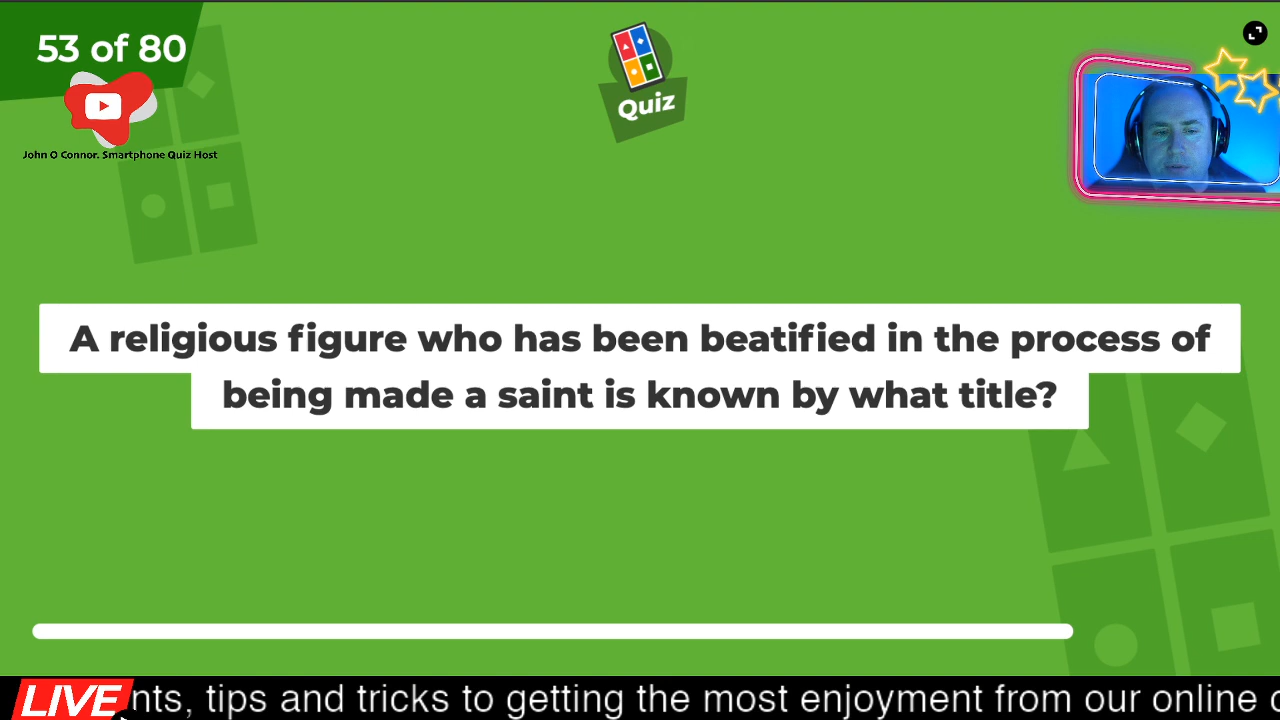 53 of 80
Quiz
John O Connor. Smartphone Quiz Host
A religious figure who has been beatified in the process of
being made a saint is known by what title?
LIVE
nts, tips and tricks to getting the most enjoyment from our online